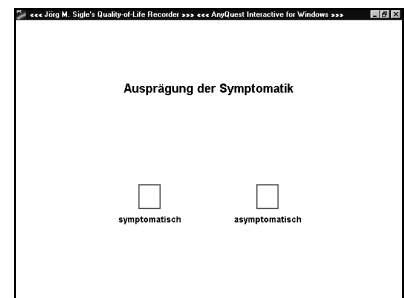 ««« Jörg M. Sigle's Quality-of-Life Recorder »»» ««« AnyQuest Interactive for Windows »»»
Ausprägung der Symptomatik
symptomatisch asymptomatisch